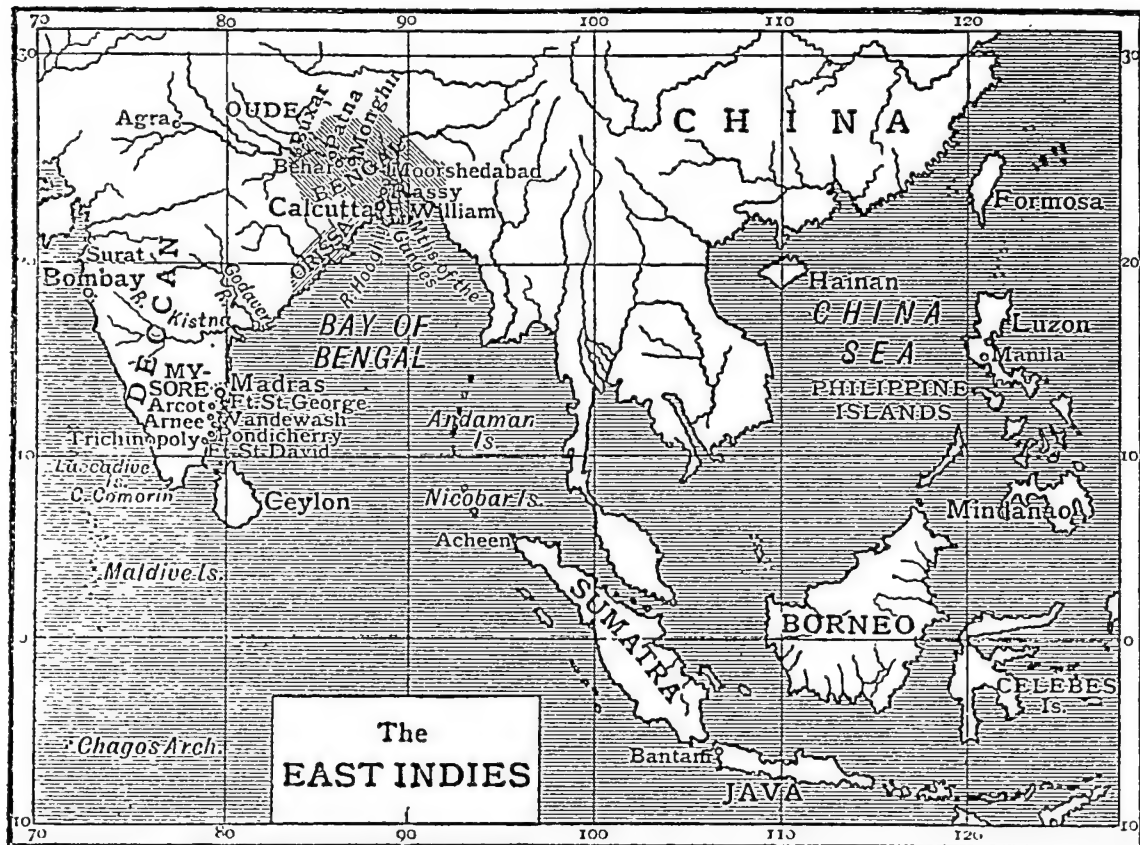 70
80
90
100
110
120
30
30
Agra
OUDE
Buxar
Patna
Monghir
CHINA
Behar
BENGAL
Moorshedabad
Plassy
Calcutta
Ft. William
Formosa
ORISSA
R. Hooghly
Mths of the
Ganges
Surat
Bombay
DECCAN
Godavery
R.
R.
Kistna
Hainan
BAY OF
BENGAL
CHINA
SEA
Luzon
Manila
PHILIPPINE
ISLANDS
MY-
SORE
Madras
Arcot
Ft. St. George
Arnee
Vandewash
Trichinopoly
Pondicherry
Ft. St. David
10
10
Andaman
Is.
Laccadive
Is.
C. Comorin
Ceylon
Nicobar Is.
Mindanao
Acheen
Maldive Is.
SUMATRA
BORNEO
0
0
CELEBES
Is.
Chagos Arch.
The
EAST INDIES
Bantam
JAVA
10
10
70
80
90
100
110
120